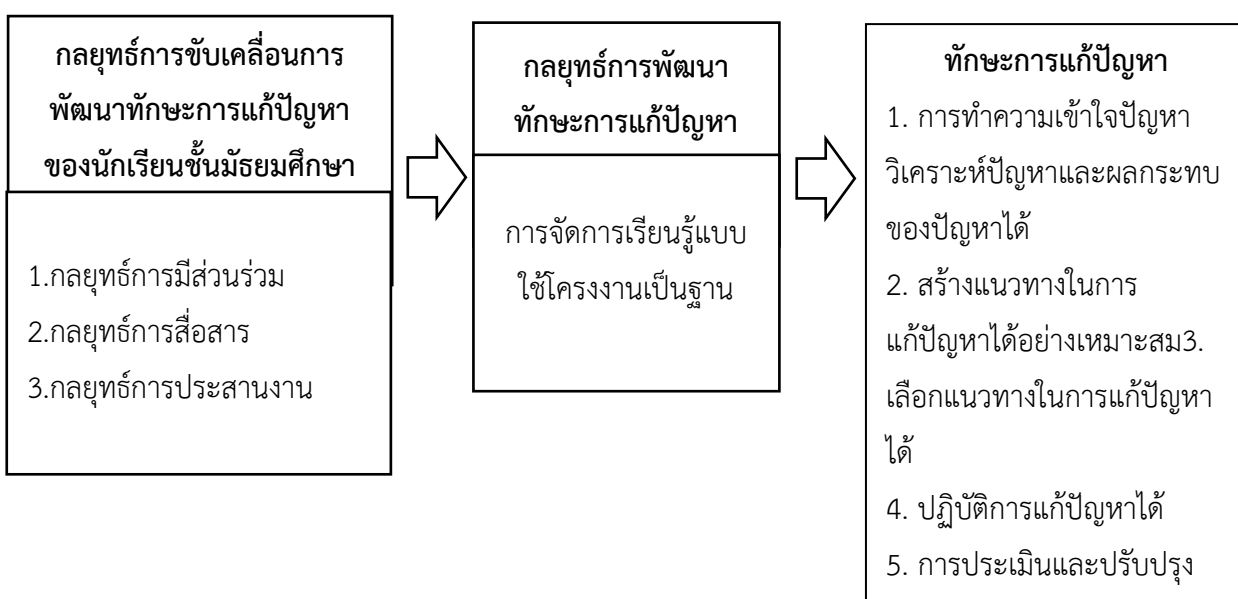 กลยุทธ์การขับเคลื่อนการ
พัฒนาทักษะการแก้ปัญหา
ของนักเรียนชั้นมัธยมศึกษา
1.กลยุทธ์การมีส่วนร่วม
2.กลยุทธ์การสื่อสาร
3.กลยุทธ์การประสานงาน
กลยุทธ์การพัฒนา
ทักษะการแก้ปัญหา
การจัดการเรียนรู้แบบ
ใช้โครงงานเป็นฐาน
ทักษะการแก้ปัญหา
1. การทำความเข้าใจปัญหา
วิเคราะห์ปัญหาและผลกระทบ
ของปัญหาได้
2. สร้างแนวทางในการ
แก้ปัญหาได้อย่างเหมาะสม3.
เลือกแนวทางในการแก้ปัญหา
ได้
4. ปฏิบัติการแก้ปัญหาได้
5. การประเมินและปรับปรุง